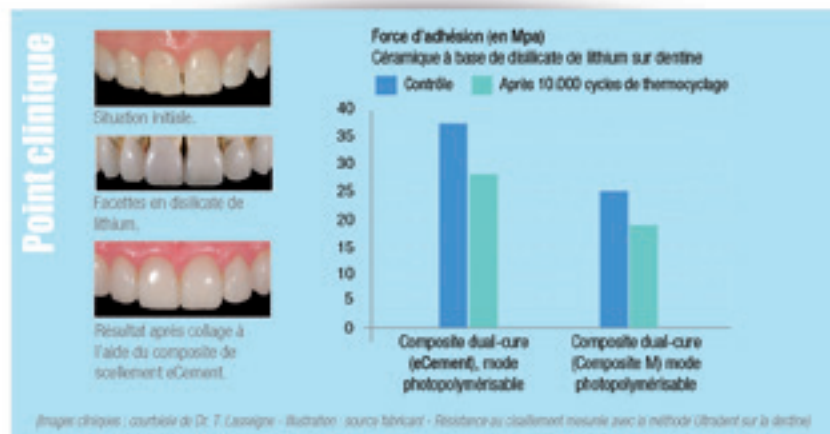 Point clinique
Situation initiale.
Facettes en disilicate de
lithium.
Résultat après collage à
l'aide du composite de
scellement eCement.
Force d'adhésion (en Mpa)
Céramique à base de disilicate de lithium sur dentine
Contrôle
Après 10.000 cycles de thermocyclage
40
35
30
25
20
15
10
5
0
Composite dual-cure
(eCement), mode
photopolymérisable
Composite dual-cure
(Composite M) mode
photopolymérisable
(Images cliniques : courtoisie de Dr. T. Lasseigne - Illustration : source fabricant - Résistance au cisaillement mesurée avec la méthode Ultradent sur la dentine)